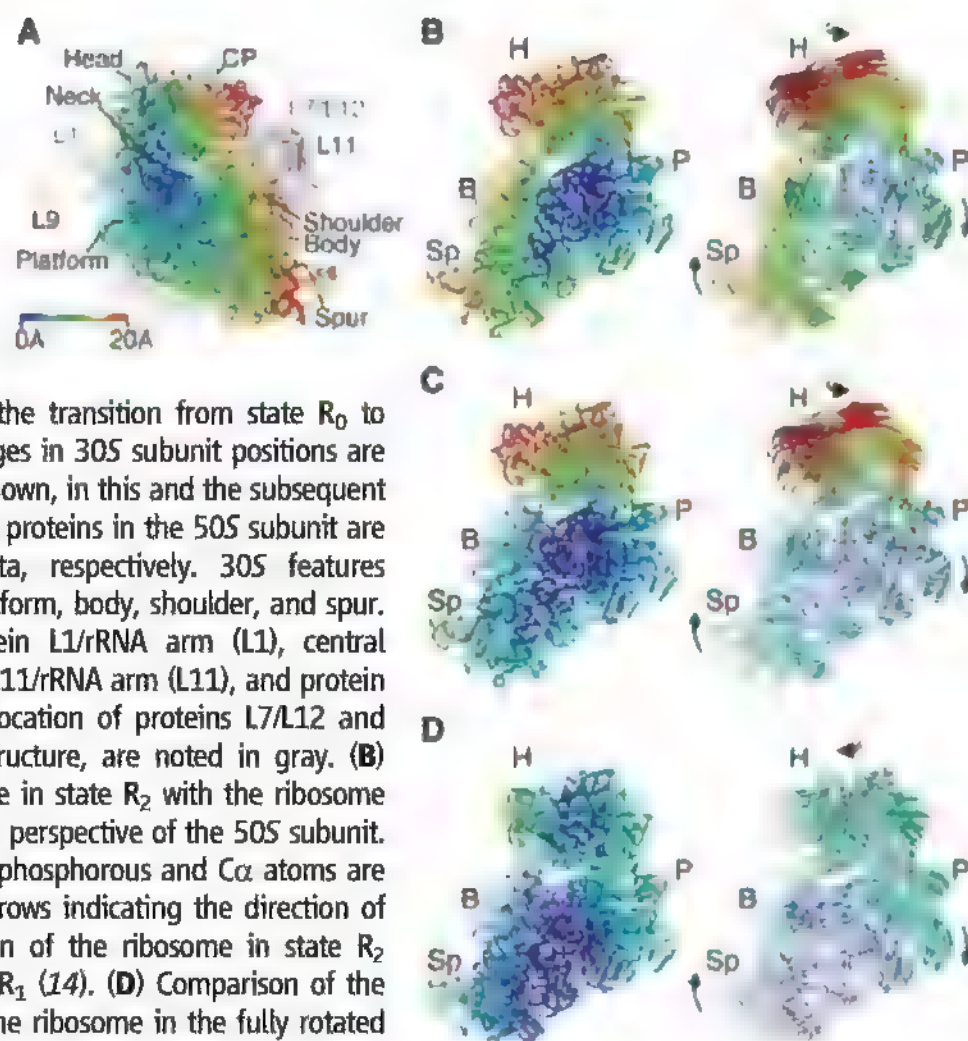 A
Head
CP
Neck
L1
L7/L12
L11
L9
Shoulder
Body
Platform
Spur
0Å
20Å
B
H
H
P
P
B
B
Sp
Sp
C
H
H
P
P
B
B
Sp
Sp
D
H
H
P
P
B
B
Sp
Sp
the transition from state R₀ to
ges in 30S subunit positions are
own, in this and the subsequent
proteins in the 50S subunit are
ta, respectively. 30S features
form, body, shoulder, and spur.
ein L1/rRNA arm (L1), central
11/rRNA arm (L11), and protein
ocation of proteins L7/L12 and
ructure, are noted in gray. (B)
e in state R₂ with the ribosome
perspective of the 50S subunit.
phosphorous and Cα atoms are
rows indicating the direction of
n of the ribosome in state R₂
R₁ (14). (D) Comparison of the
ne ribosome in the fully rotated